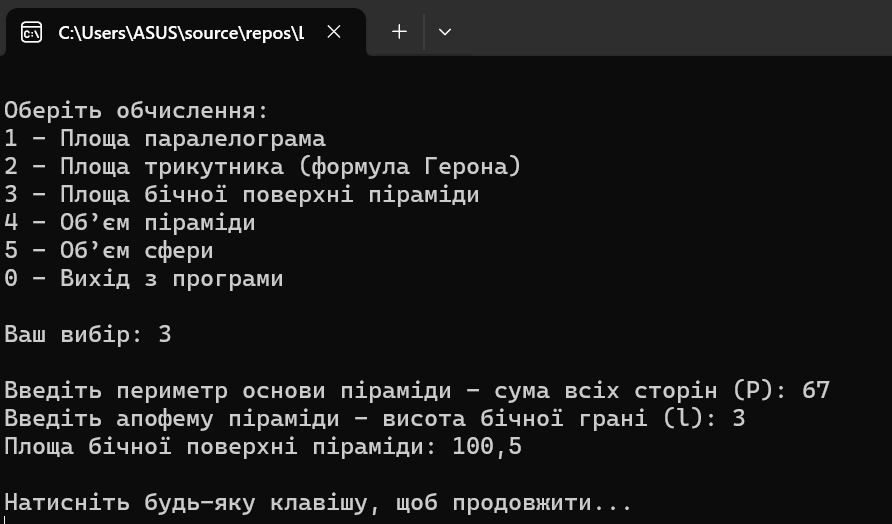 C:\Users\ASUS\source\repos\L
Оберіть обчислення:
1 – Площа паралелограма
2 – Площа трикутника (формула Герона)
3 – Площа бічної поверхні піраміди
4 – Об’єм піраміди
5 – Об’єм сфери
0 – Вихід з програми
Ваш вибір: 3
Введіть периметр основи піраміди – сума всіх сторін (P): 67
Введіть апофему піраміди – висота бічної грані (l): 3
Площа бічної поверхні піраміди: 100,5
Натисніть будь-яку клавішу, щоб продовжити...